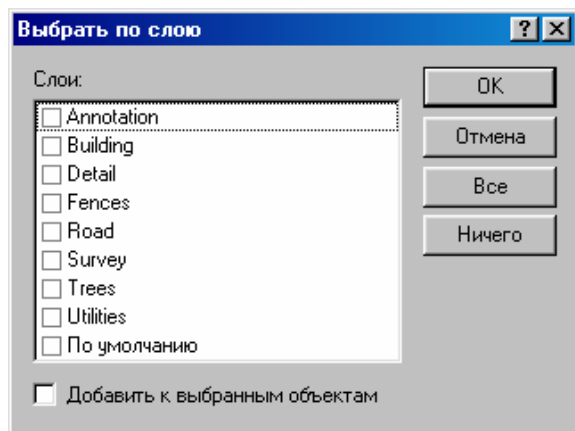 Выбрать по слою
Слои:
Annotation
Building
Detail
Fences
Road
Survey
Trees
Utilities
По умолчанию
Добавить к выбранным объектам
OK
Отмена
Все
Ничего